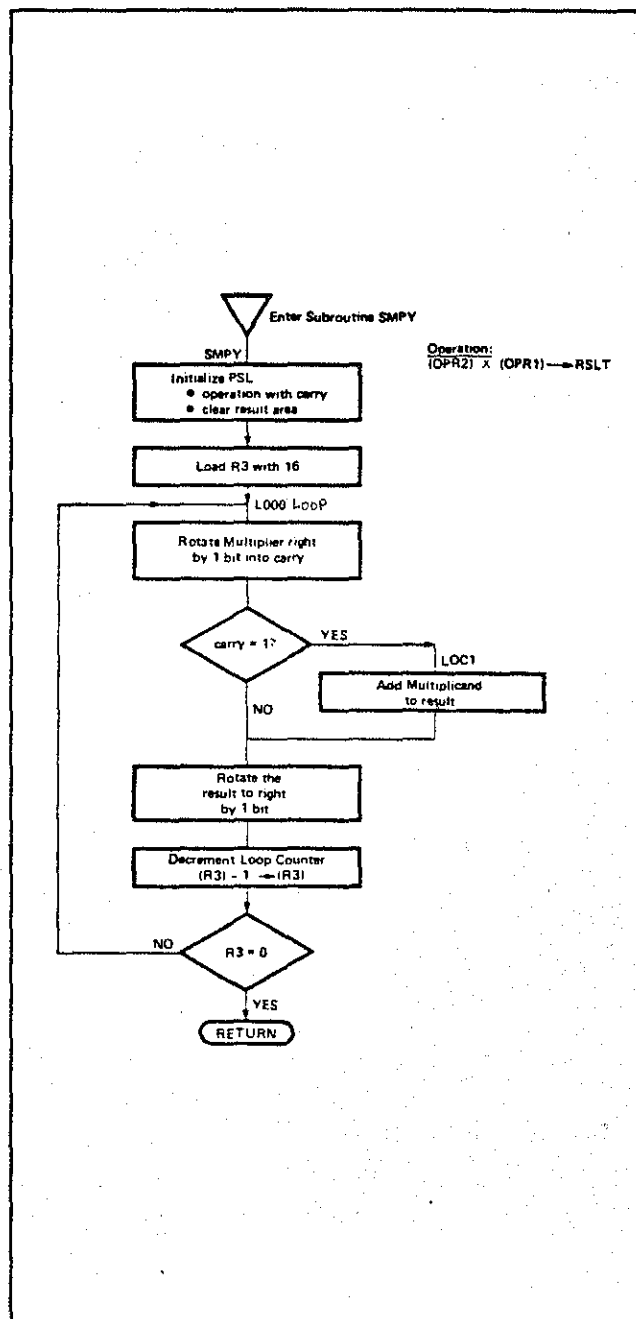 Enter Subroutine SMPY
Operation:
(OPR2) X (OPR1) → RSLT
SMPY
Initialize PSL
• operation with carry
• clear result area
Load R3 with 16
L000 LOOP
Rotate Multiplier right
by 1 bit into carry
carry = 1?
YES
LOC1
Add Multiplicand
to result
NO
Rotate the
result to right
by 1 bit
Decrement Loop Counter
(R3) - 1 → (R3)
NO
R3 = 0
YES
RETURN